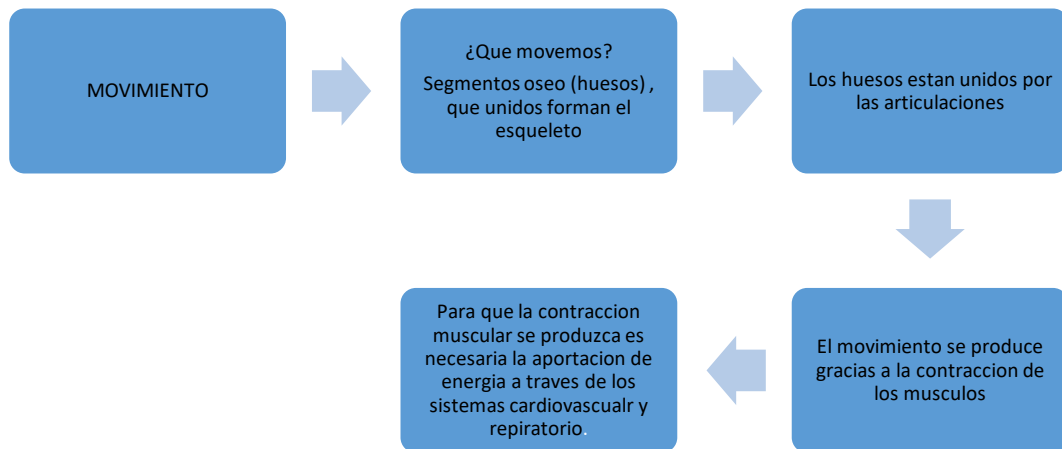 MOVIMIENTO
¿Que movemos?
Segmentos oseo (huesos) ,
que unidos forman el
esqueleto
Los huesos estan unidos por
las articulaciones
El movimiento se produce
gracias a la contraccion de
los musculos
Para que la contraccion
muscular se produzca es
necesaria la aportacion de
energia a traves de los
sistemas cardiovascualr y
repiratorio.